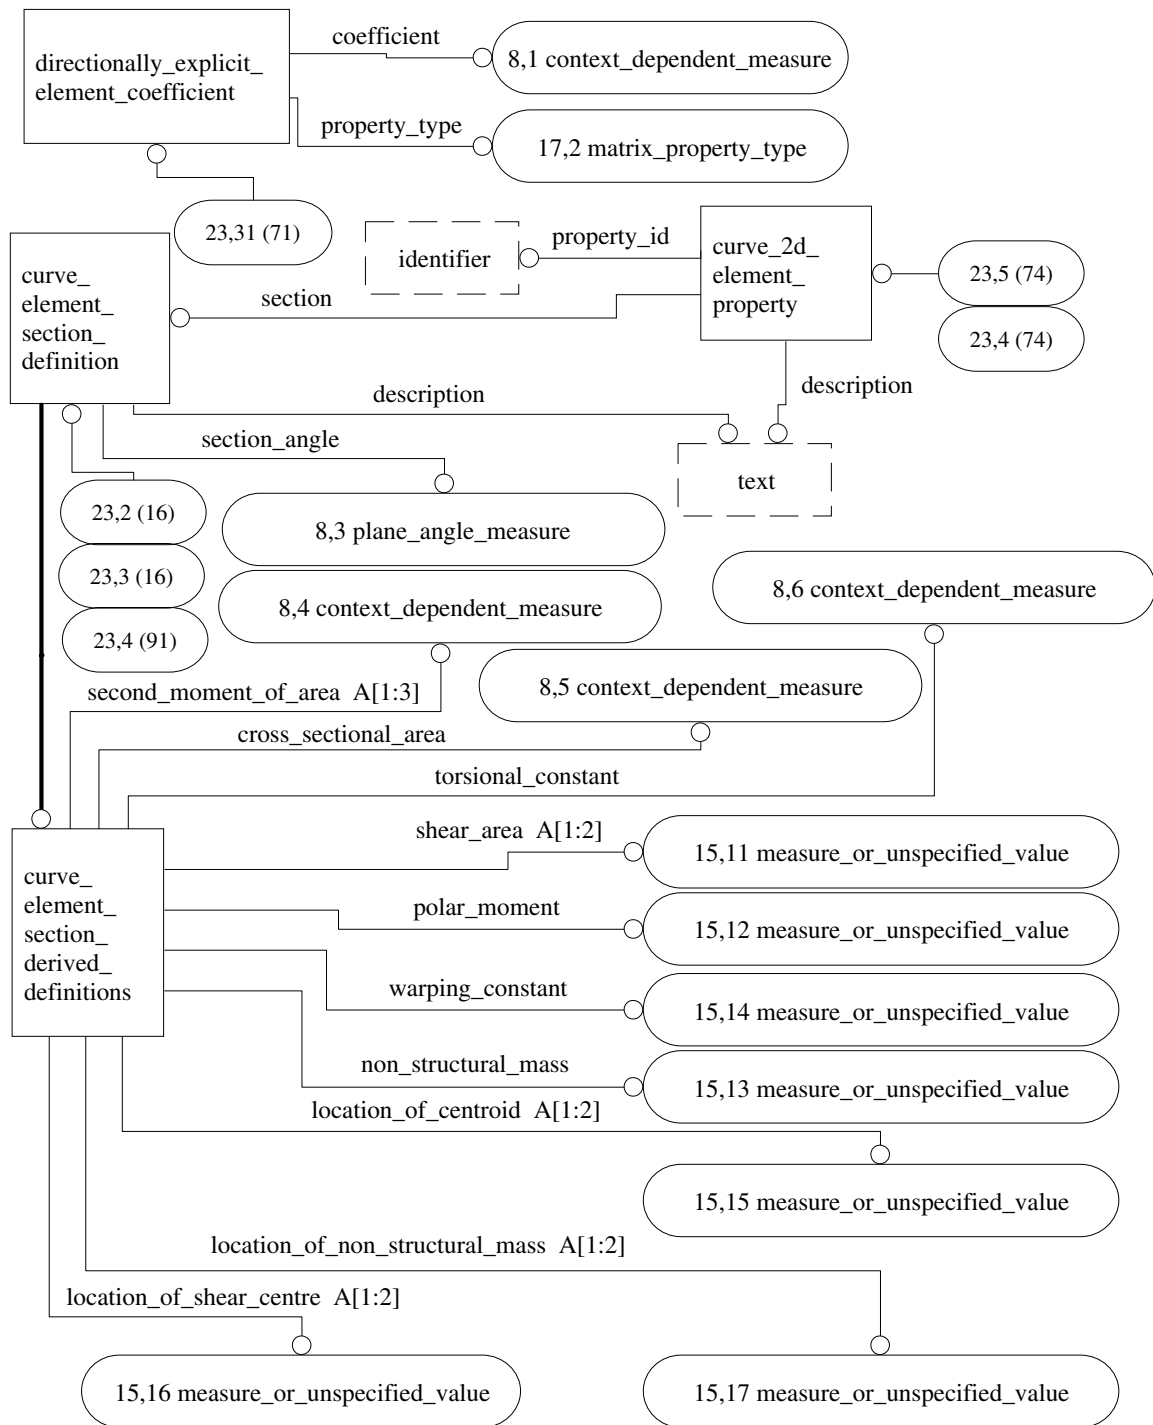 coefficient
directionally_explicit_
element_coefficient
8,1 context_dependent_measure
property_type
17,2 matrix_property_type
23,31 (71)
identifier
property_id
curve_2d_
element_
property
23,5 (74)
23,4 (74)
curve_
element_
section_
definition
section
description
description
section_angle
text
23,2 (16)
23,3 (16)
23,4 (91)
8,3 plane_angle_measure
8,4 context_dependent_measure
8,6 context_dependent_measure
8,5 context_dependent_measure
second_moment_of_area A[1:3]
cross_sectional_area
torsional_constant
shear_area A[1:2]
15,11 measure_or_unspecified_value
curve_
element_
section_
derived_
definitions
polar_moment
15,12 measure_or_unspecified_value
warping_constant
15,14 measure_or_unspecified_value
non_structural_mass
15,13 measure_or_unspecified_value
location_of_centroid A[1:2]
15,15 measure_or_unspecified_value
location_of_non_structural_mass A[1:2]
location_of_shear_centre A[1:2]
15,16 measure_or_unspecified_value
15,17 measure_or_unspecified_value